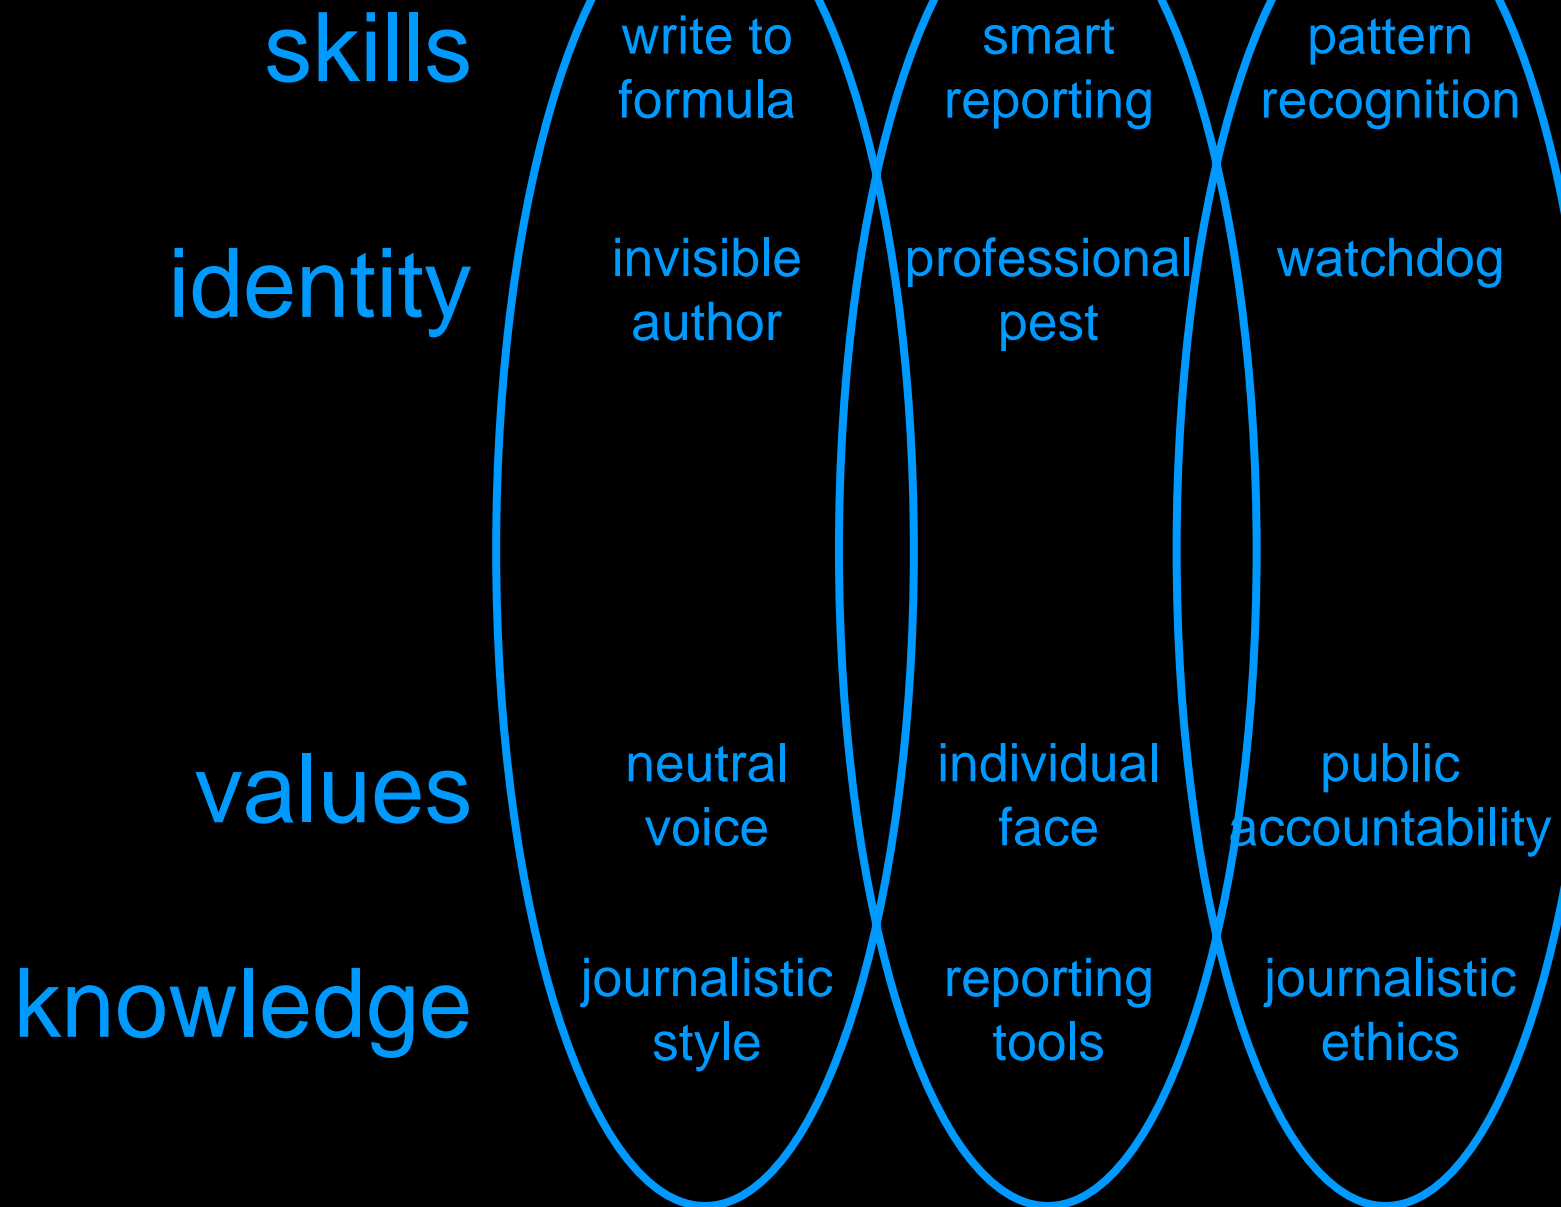 skills
write to
formula
smart
reporting
pattern
recognition
identity
invisible
author
professional
pest
watchdog
values
neutral
voice
individual
face
public
accountability
knowledge
journalistic
style
reporting
tools
journalistic
ethics